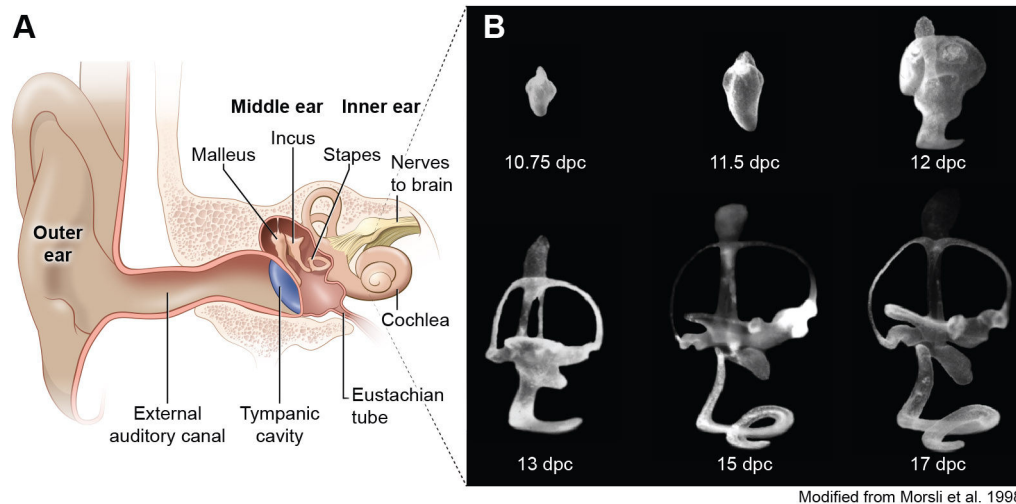 A
B
Middle ear
Inner ear
Incus
Malleus
Stapes
Nerves
to brain
Outer
ear
Cochlea
External
auditory canal
Tympanic
cavity
Eustachian
tube
10.75 dpc
11.5 dpc
12 dpc
13 dpc
15 dpc
17 dpc
Modified from Morsli et al. 1998